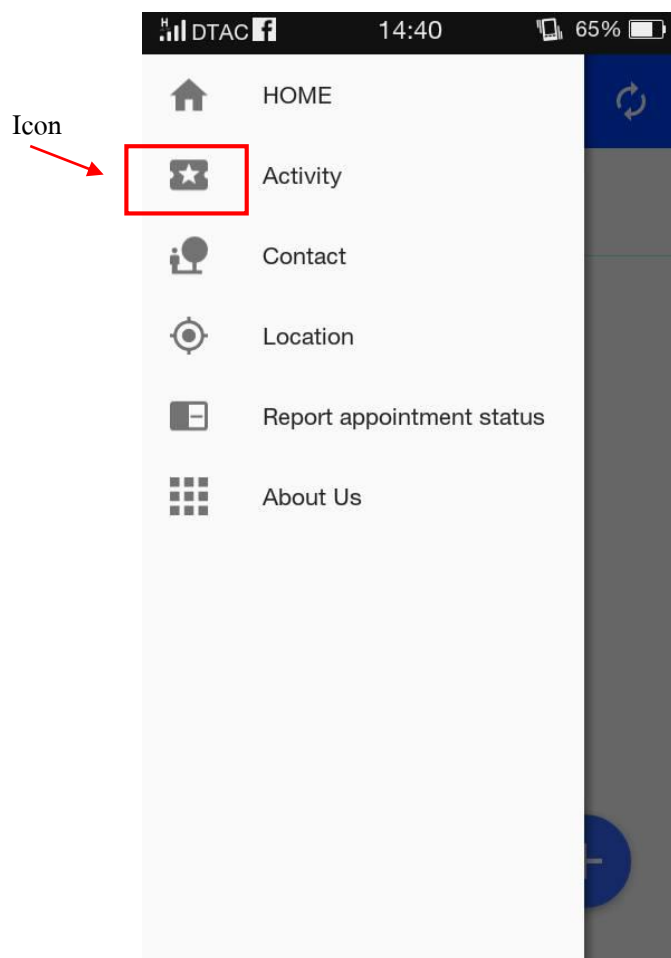 H DTAC f 14:40 65%
HOME
Icon
Activity
Contact
Location
Report appointment status
About Us